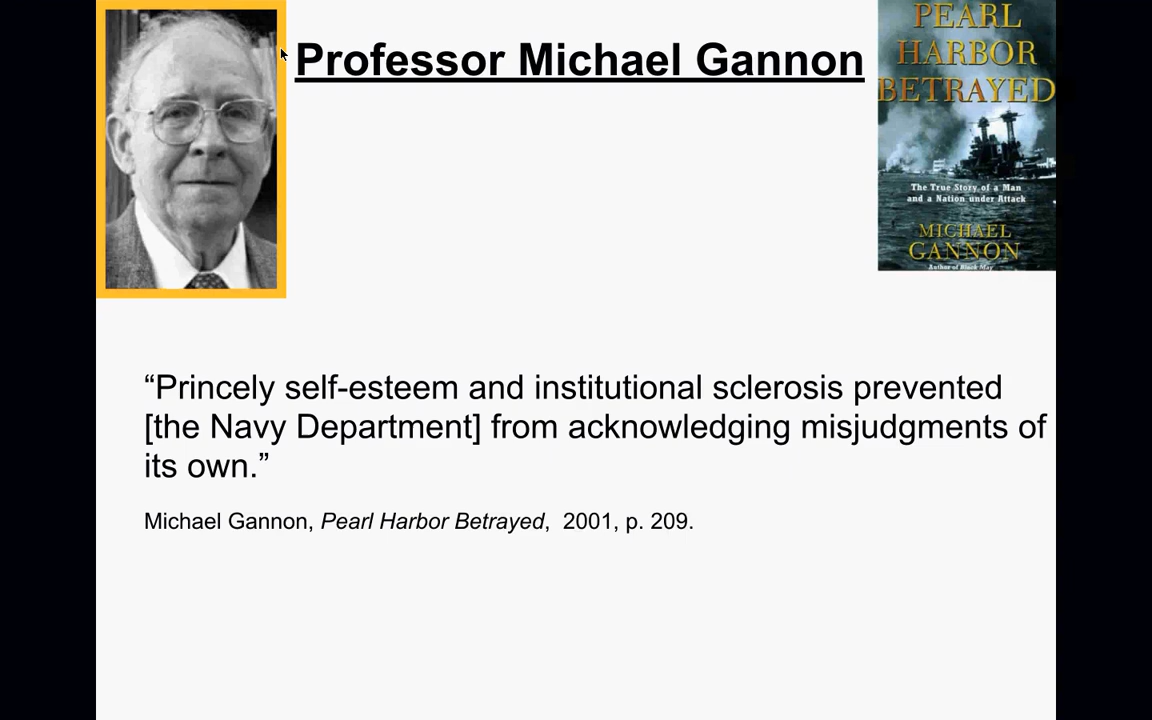 Professor Michael Gannon
PEARL
HARBOR
BETRAYED
The True Story of a Man
and a Nation under Attack
MICHAEL
GANNON
Author of Black May
“Princely self-esteem and institutional sclerosis prevented
[the Navy Department] from acknowledging misjudgments of
its own.”
Michael Gannon, Pearl Harbor Betrayed,  2001, p. 209.